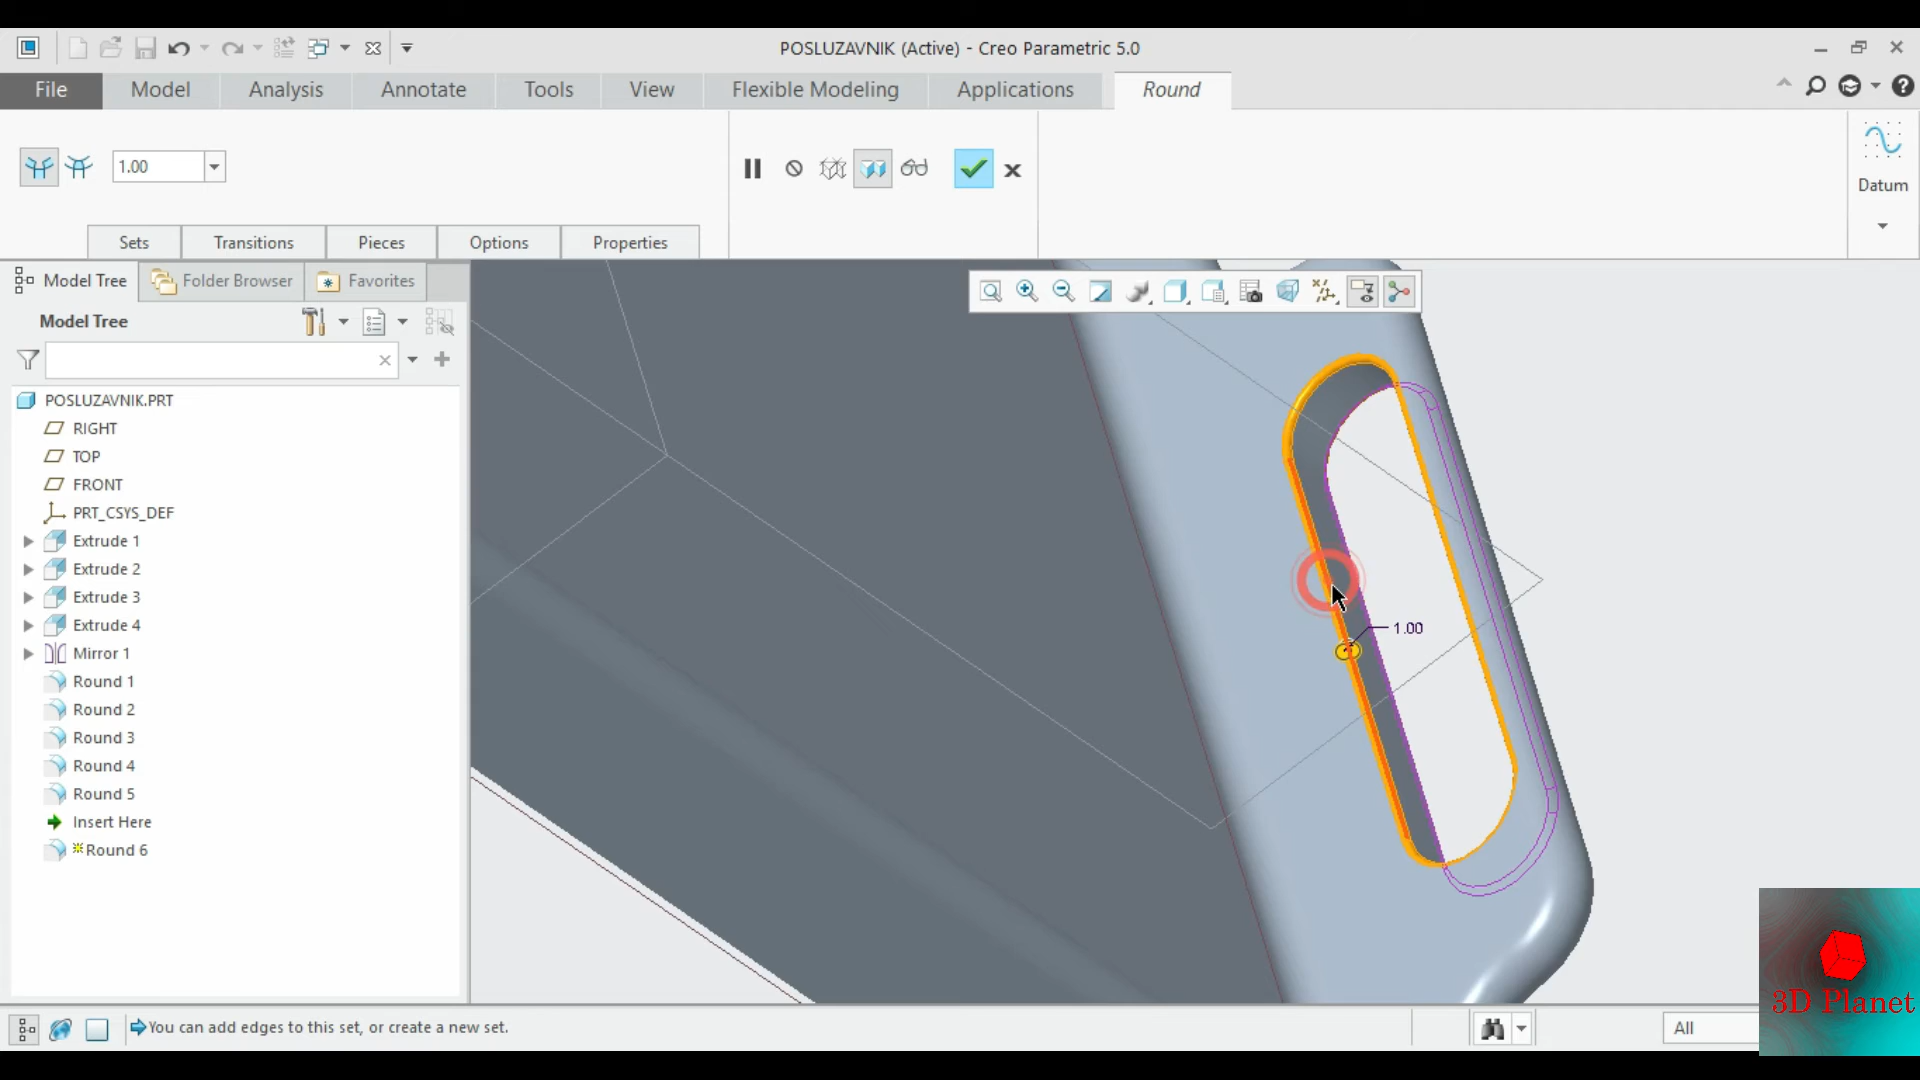 POSLUZAVNIK (Active) - Creo Parametric 5.0
File
Model
Analysis
Annotate
Tools
View
Flexible Modeling
Applications
Round
1.00
Datum
Sets
Transitions
Pieces
Options
Properties
Model Tree
Folder Browser
Favorites
Model Tree
POSLUZAVNIK.PRT
RIGHT
TOP
FRONT
PRT_CSYS_DEF
Extrude 1
Extrude 2
Extrude 3
Extrude 4
Mirror 1
Round 1
Round 2
Round 3
Round 4
Round 5
Insert Here
Round 6
1.00
You can add edges to this set, or create a new set.
All
3D Planet